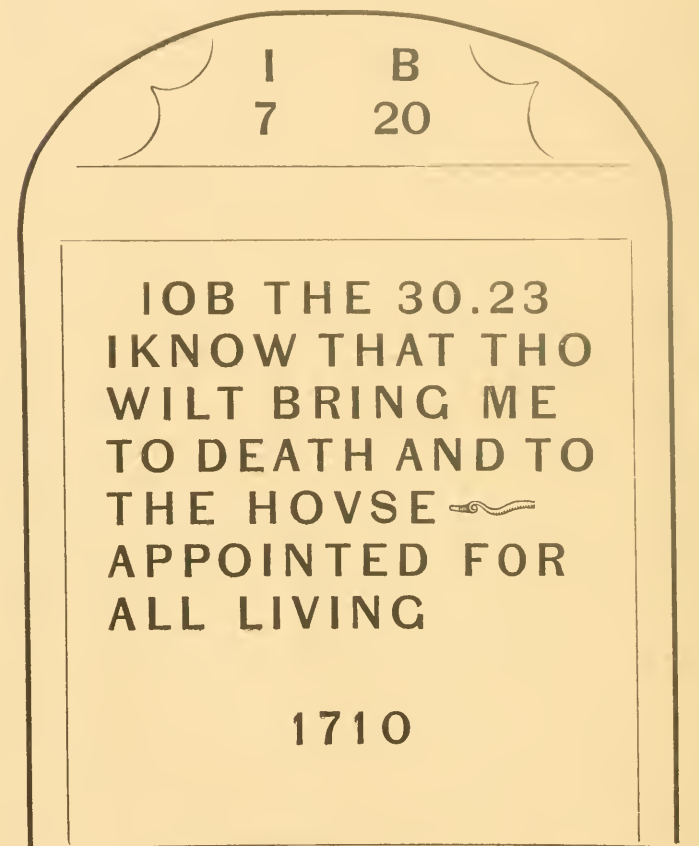 I B
7 20
IOB THE 30.23
IKNOW THAT THO
WILT BRING ME
TO DEATH AND TO
THE HOVSE
APPOINTED FOR
ALL LIVING
1710